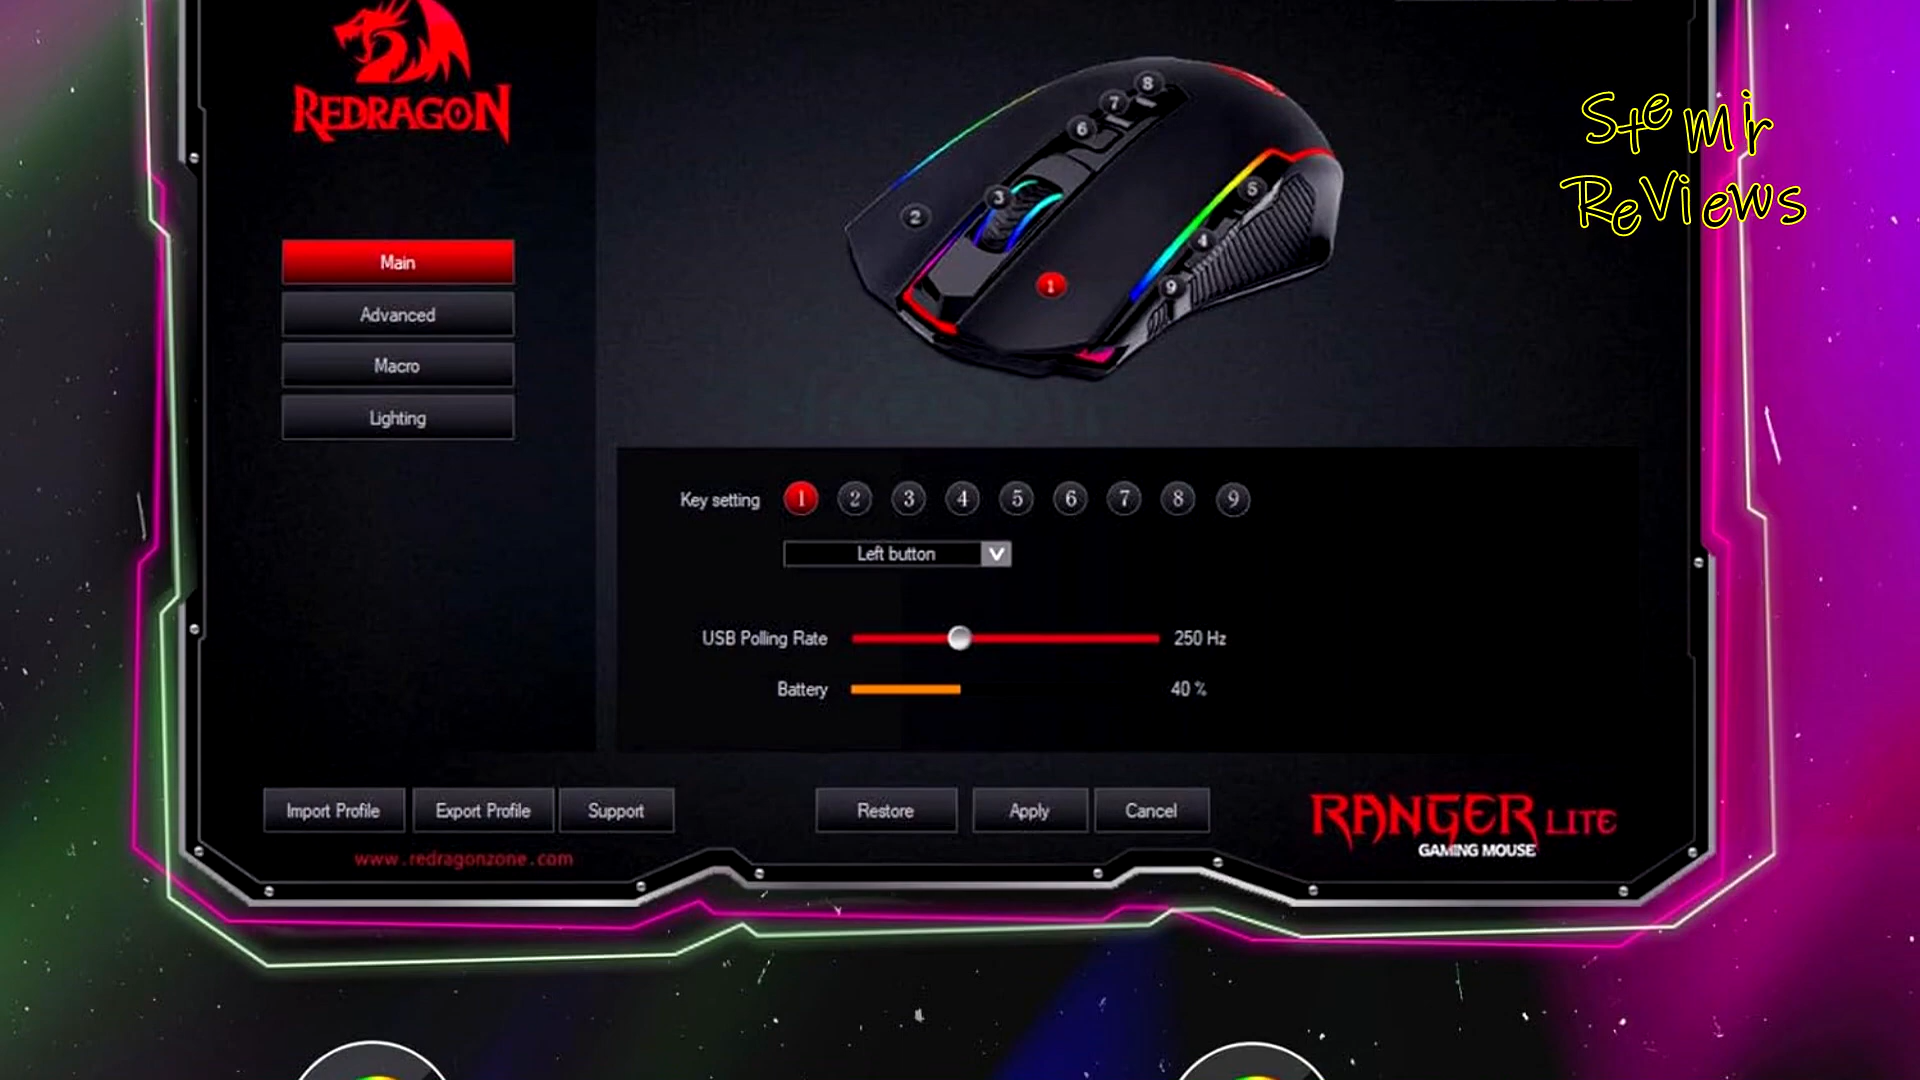 REDRAGON
Stemir
Reviews
8
7
6
5
3
2
4
1
9
Main
Advanced
Macro
Lighting
Key setting 1 2 3 4 5 6 7 8 9
Left button
USB Polling Rate 250 Hz
Battery 40 %
Import Profile Export Profile Support Restore Apply Cancel
RANGER LITE
GAMING MOUSE
www.redragonzone.com